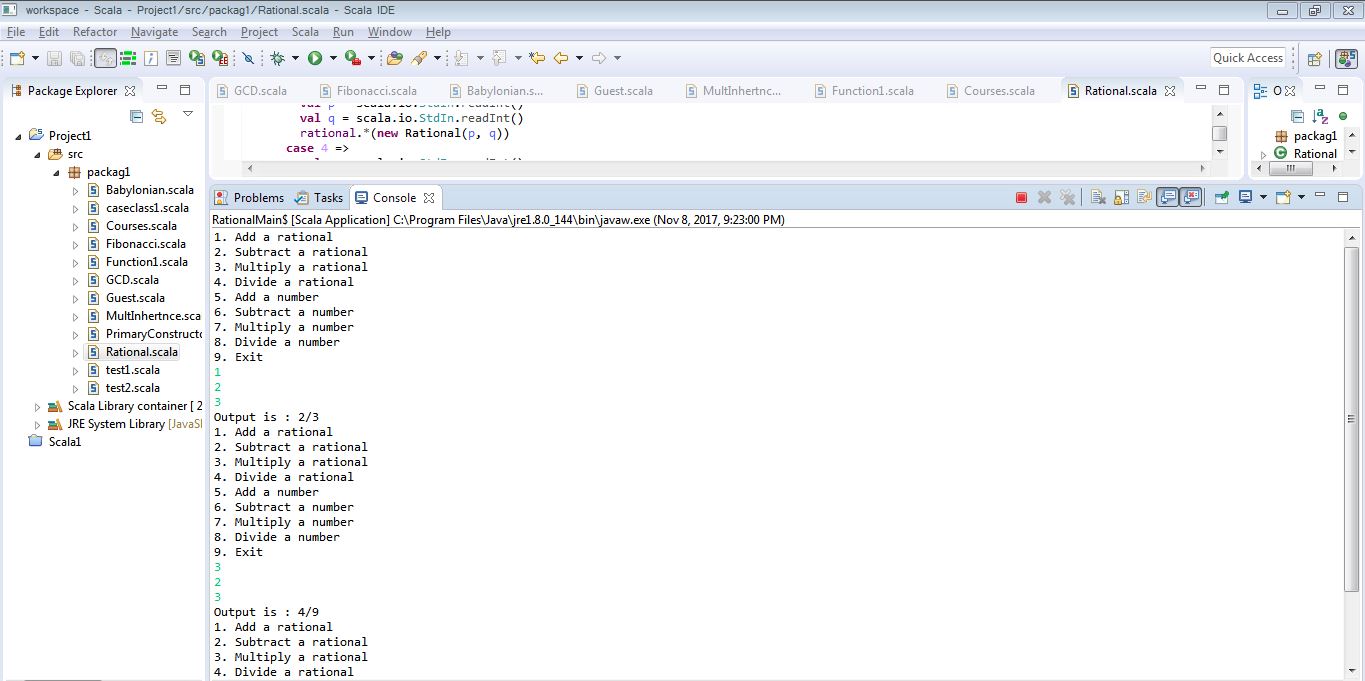 workspace - Scala - Project1/src/packag1/Rational.scala - Scala IDE
File Edit Refactor Navigate Search Project Scala Run Window Help
Quick Access
Package Explorer
Project1
src
packag1
Babylonian.scala
caseclass1.scala
Courses.scala
Fibonacci.scala
Function1.scala
GCD.scala
Guest.scala
MultInhertnce.sca
PrimaryConstructo
Rational.scala
test1.scala
test2.scala
Scala Library container [ 2
JRE System Library [JavaSE
Scala1
GCD.scala Fibonacci.scala Babylonian.s... Guest.scala MultInhertnc... Function1.scala Courses.scala Rational.scala
val p = scala.io.StdIn.readInt()
val q = scala.io.StdIn.readInt()
rational.*(new Rational(p, q))
case 4 =>
O
packag1
Rational
Problems Tasks Console
RationalMain$ [Scala Application] C:\Program Files\Java\jre1.8.0_144\bin\javaw.exe (Nov 8, 2017, 9:23:00 PM)
1. Add a rational
2. Subtract a rational
3. Multiply a rational
4. Divide a rational
5. Add a number
6. Subtract a number
7. Multiply a number
8. Divide a number
9. Exit
1
2
3
Output is : 2/3
1. Add a rational
2. Subtract a rational
3. Multiply a rational
4. Divide a rational
5. Add a number
6. Subtract a number
7. Multiply a number
8. Divide a number
9. Exit
3
2
3
Output is : 4/9
1. Add a rational
2. Subtract a rational
3. Multiply a rational
4. Divide a rational